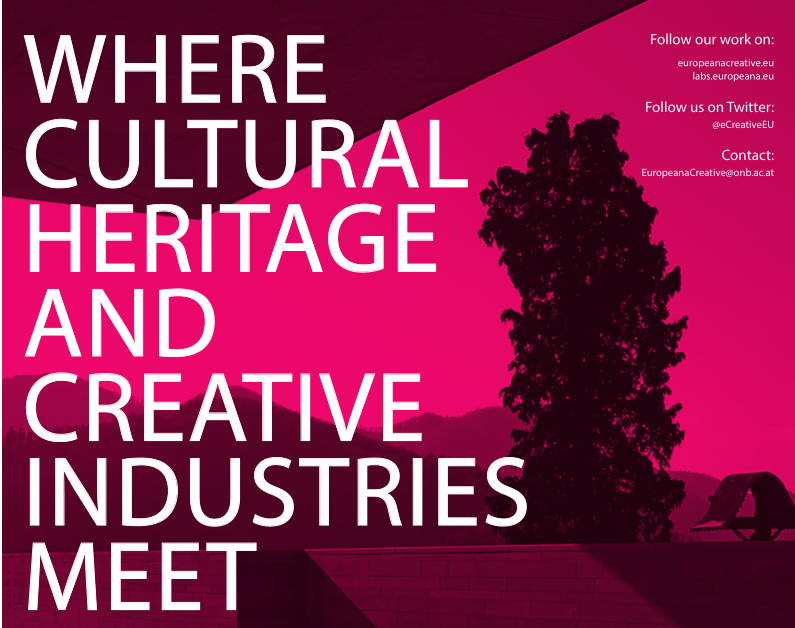 WHERE
CULTURAL
HERITAGE
AND
CREATIVE
INDUSTRIES
MEET
Follow our work on:
europeanacreative.eu
labs.europeana.eu
Follow us on Twitter:
@eCreativeEU
Contact:
EuropeanaCreative@onb.ac.at